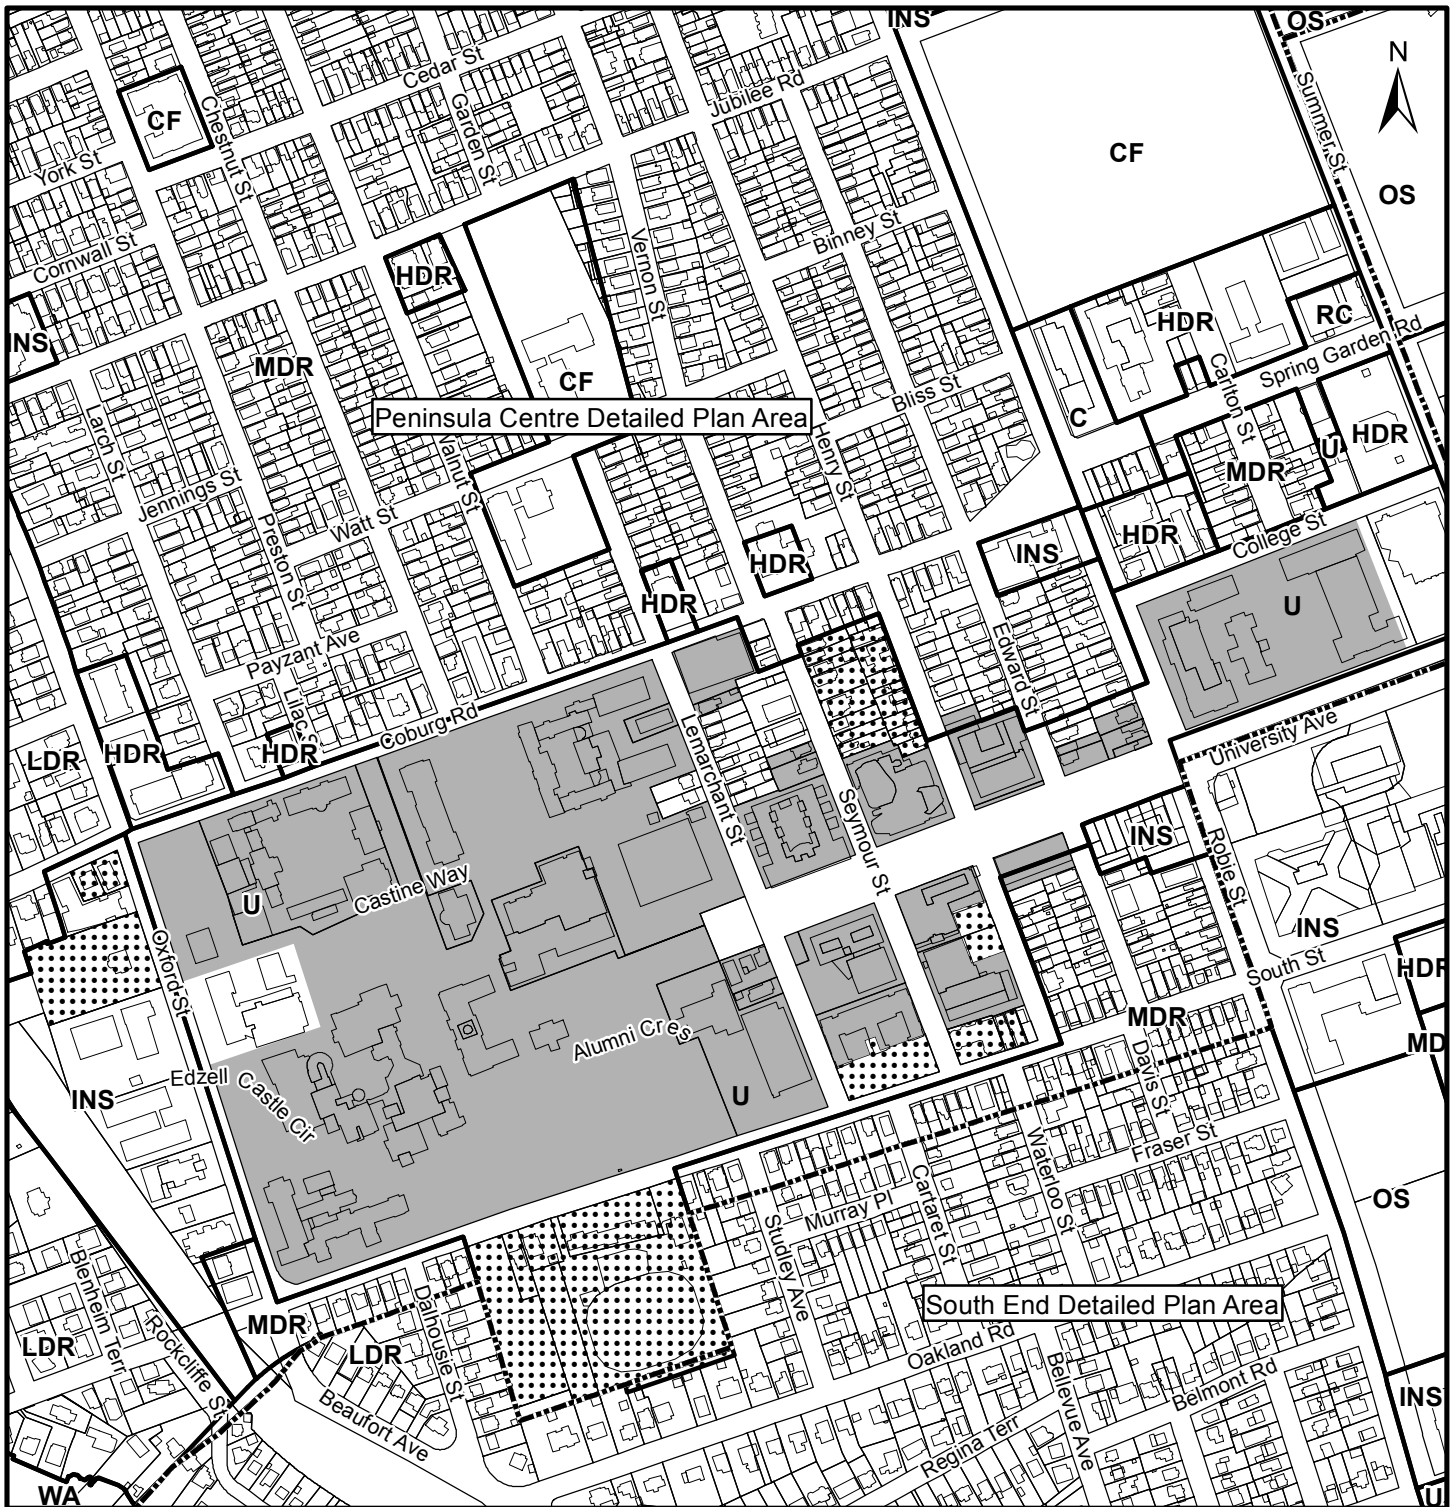 INS
OS
N
Cedar St
Jubilee Rd
Summer St
CF
Chestnut St
Garden St
CF
York St
OS
Cornwall St
Binney St
Vernon St
HDR
INS
HDR
RC
Spring Garden Rd
MDR
Carlton St
CF
Bliss St
C
Peninsula Centre Detailed Plan Area
Larch St
Walnut St
Henry St
U
HDR
MDR
Jennings St
Preston St
Watt St
HDR
College St
INS
HDR
HDR
U
Payzant Ave
Edward St
Lilac St
Coburg Rd
Lemarchant St
LDR
HDR
HDR
University Ave
Seymour St
INS
Robie St
Castine Way
U
Oxford St
INS
South St
HDR
MDR
MD
Alumni Cres
Davis St
Edzell
Castle Cir
INS
U
Waterloo St
Fraser St
Cartaret St
Murray Pl
Studley Ave
OS
Blenheim Terr
Dalhousie St
South End Detailed Plan Area
MDR
Rockcliffe St
LDR
LDR
Oakland Rd
Bellevue Ave
Belmont Rd
Beaufort Ave
Regina Terr
INS
WA
U